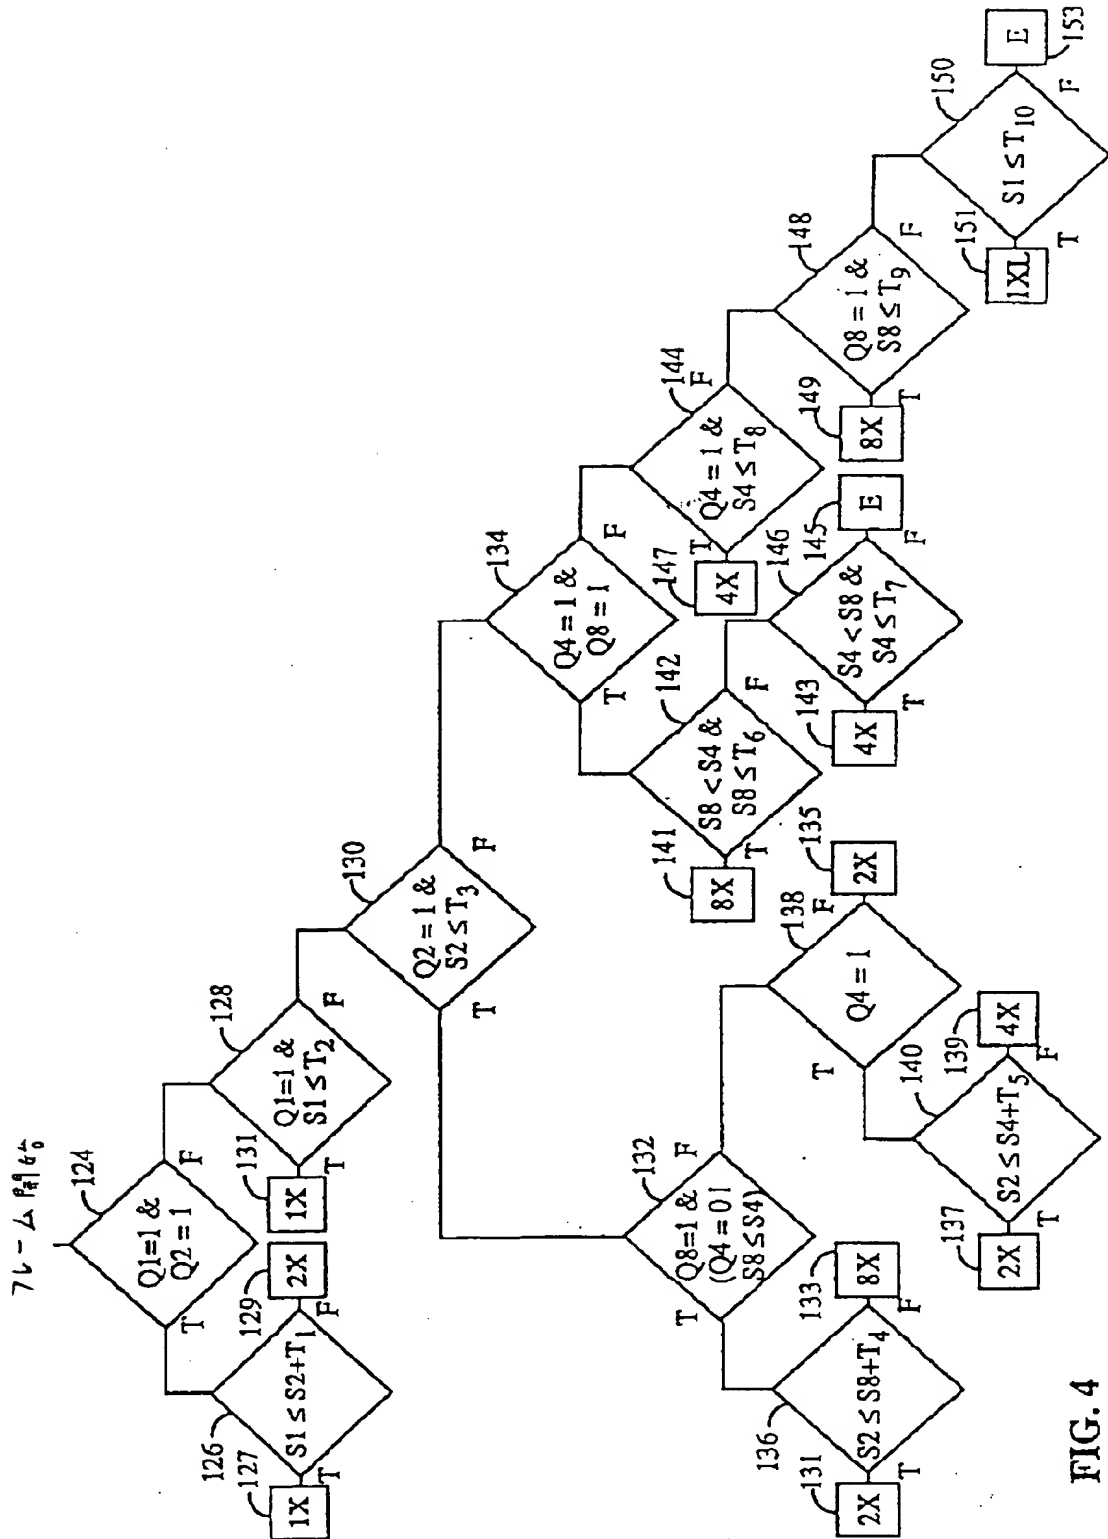 フレーム開始
124
Q1=1 &
Q2 = 1
T
F
126
S1 ≤ S2+T1
127
1X
T
129
2X
F
128
Q1=1 &
S1 ≤ T2
131
1X
T
F
130
Q2 = 1 &
S2 ≤ T3
T
F
132
Q8=1 &
(Q4 = 01
S8 ≤ S4)
T
F
136
S2 ≤ S8+T4
131
2X
T
133
8X
F
138
Q4 = 1
T
F
135
2X
140
S2 ≤ S4+T5
137
2X
T
139
4X
F
134
Q4 = 1 &
Q8 = 1
T
F
142
S8 < S4 &
S8 ≤ T6
141
8X
T
F
146
S4 < S8 &
S4 ≤ T7
143
4X
T
145
E
F
144
Q4 = 1 &
S4 ≤ T8
147
4X
T
F
148
Q8 = 1 &
S8 ≤ T9
149
8X
T
F
150
S1 ≤ T10
151
1XL
T
153
E
F
FIG. 4